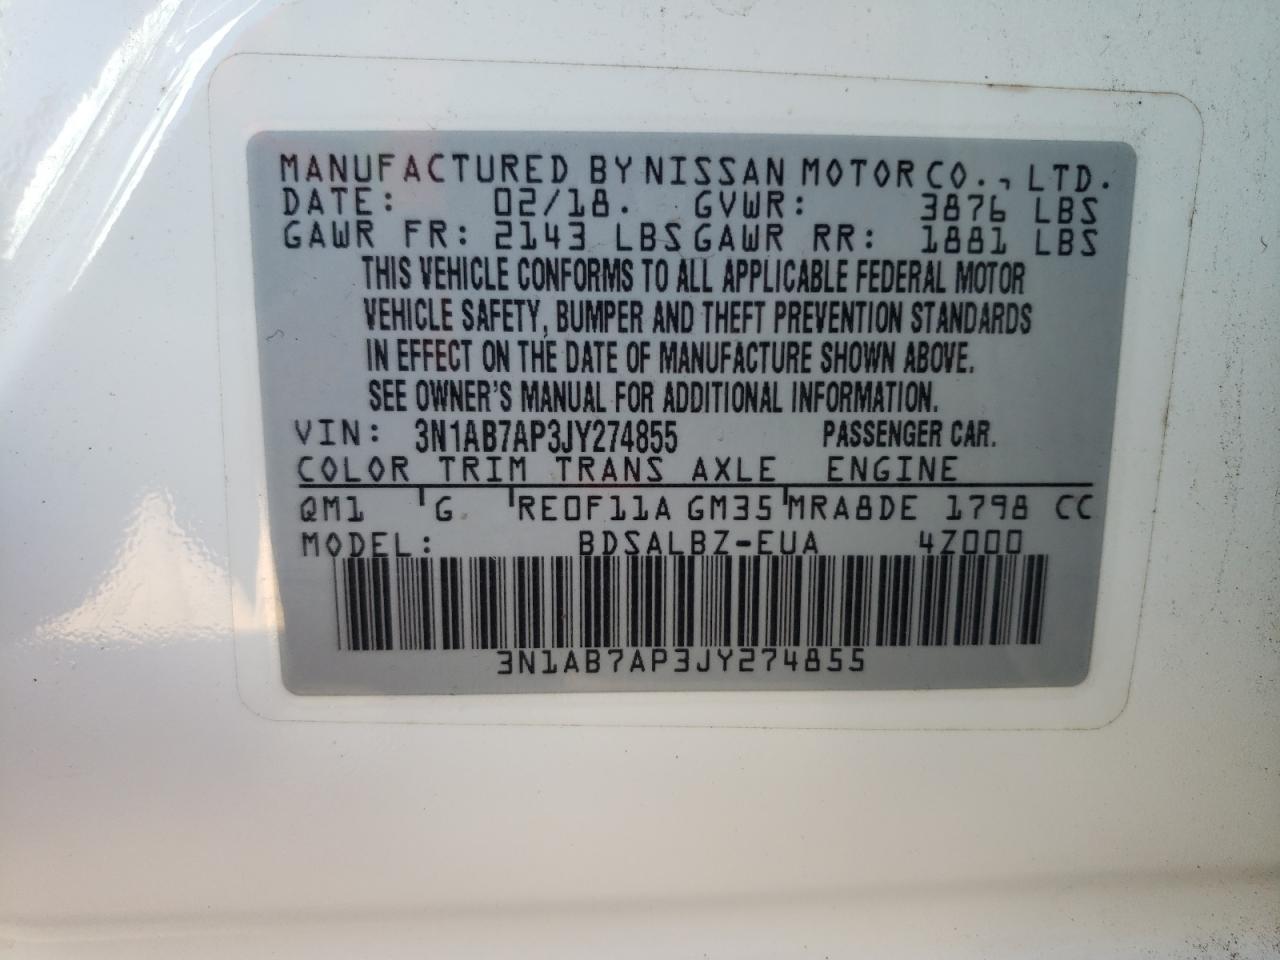 MANUFACTURED BY NISSAN MOTOR CO., LTD.
DATE: 02/18. GVWR: 3876 LBS
GAWR FR: 2143 LBS GAWR RR: 1881 LBS
THIS VEHICLE CONFORMS TO ALL APPLICABLE FEDERAL MOTOR
VEHICLE SAFETY, BUMPER AND THEFT PREVENTION STANDARDS
IN EFFECT ON THE DATE OF MANUFACTURE SHOWN ABOVE.
SEE OWNER'S MANUAL FOR ADDITIONAL INFORMATION.
VIN: 3N1AB7AP3JY274855 PASSENGER CAR.
COLOR TRIM TRANS AXLE ENGINE
QM1 G RE0F11A GM35 MRA8DE 1798 CC
MODEL: BDSALBZ-EUA 4Z000
3N1AB7AP3JY274855